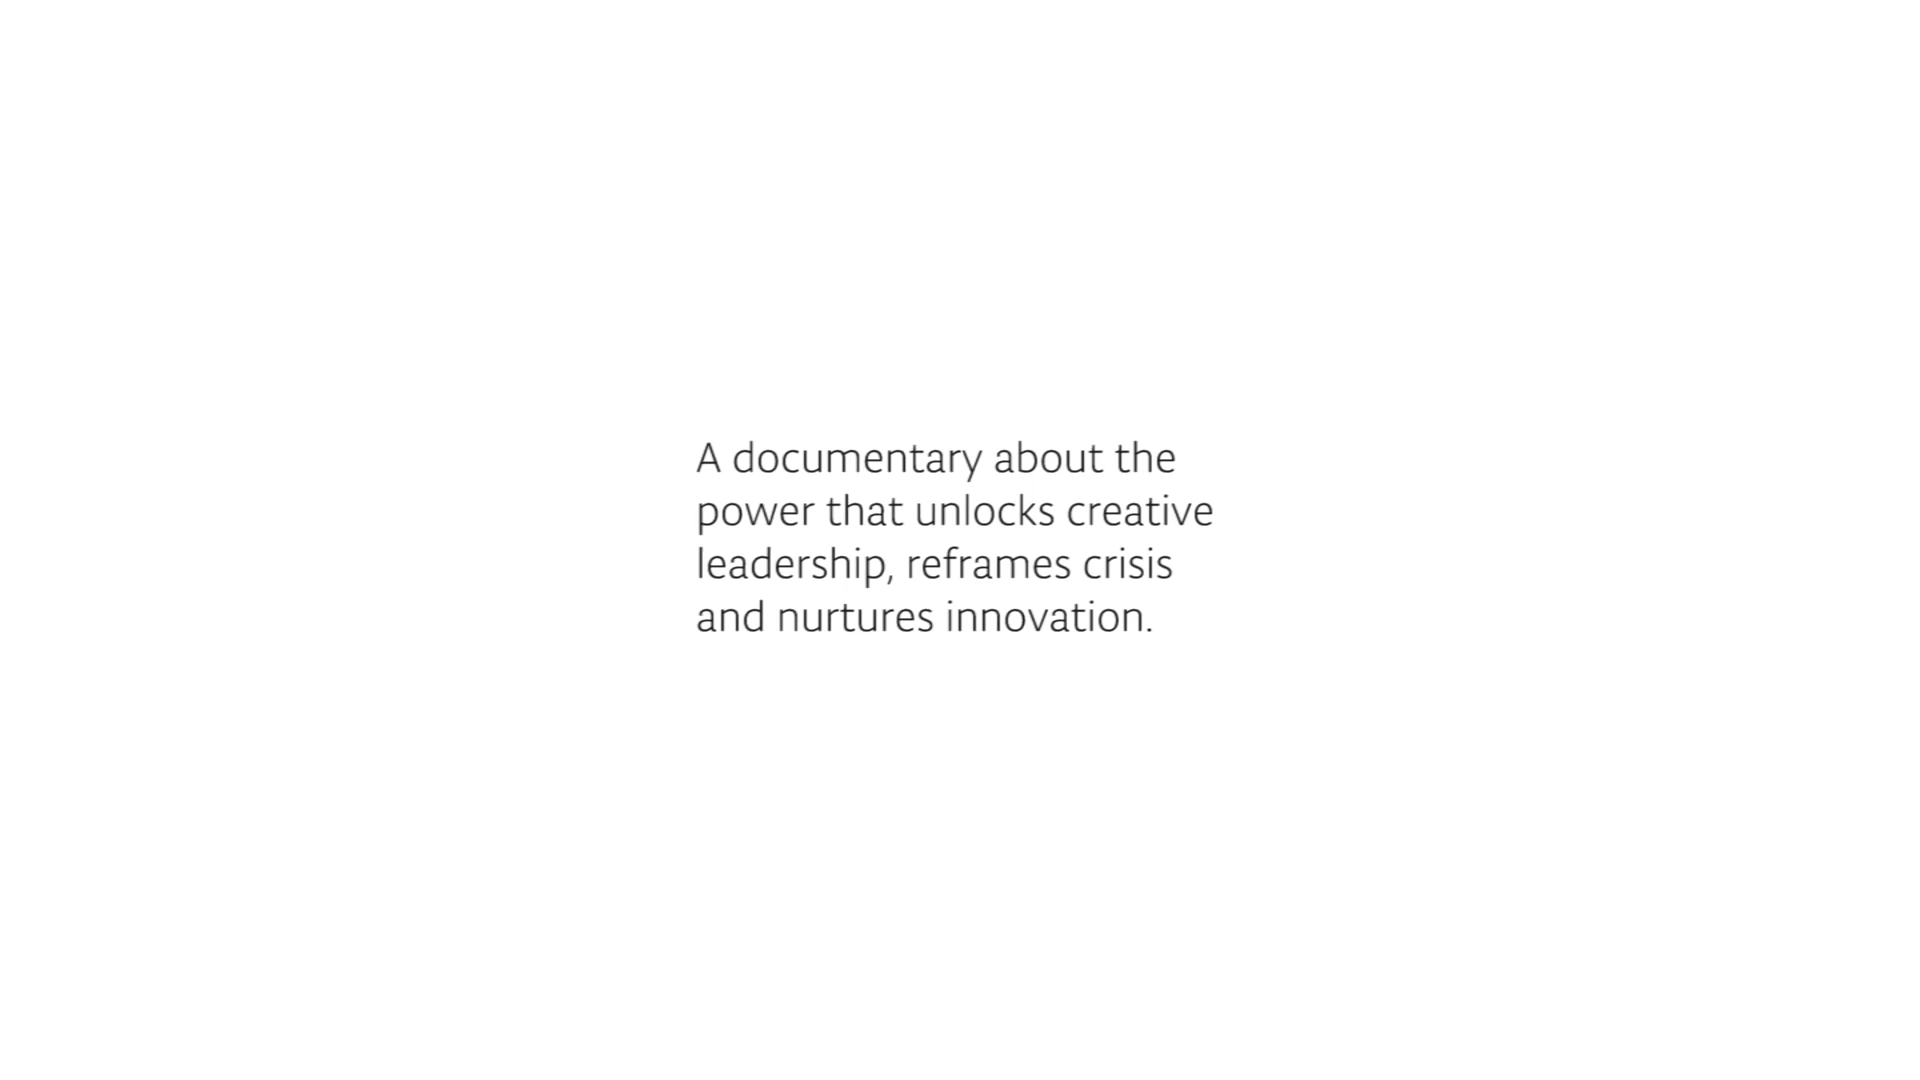 A documentary about the
power that unlocks creative
leadership, reframes crisis
and nurtures innovation.